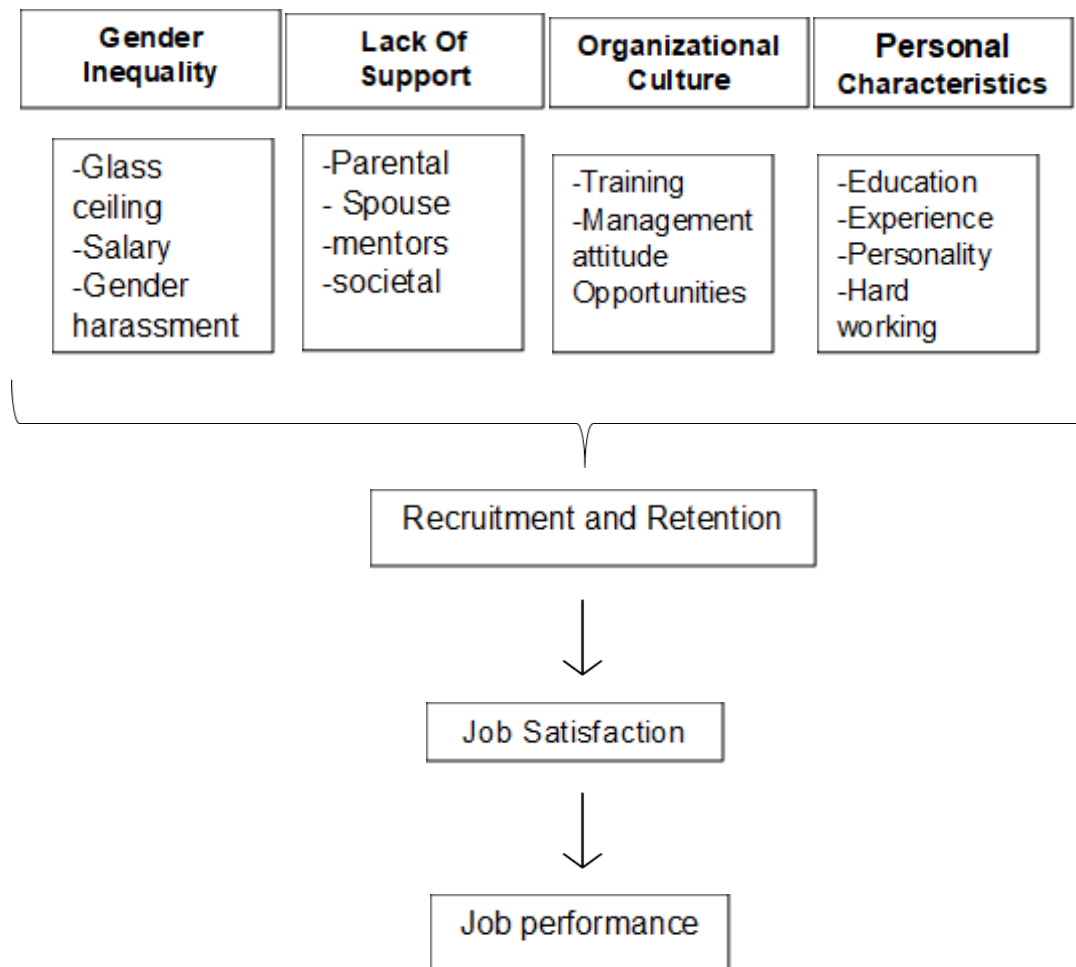 Gender
Inequality
Lack Of
Support
Organizational
Culture
Personal
Characteristics
-Glass
ceiling
-Salary
-Gender
harassment
-Parental
- Spouse
-mentors
-societal
-Training
-Management
attitude
Opportunities
-Education
-Experience
-Personality
-Hard
working
Recruitment and Retention
Job Satisfaction
Job performance